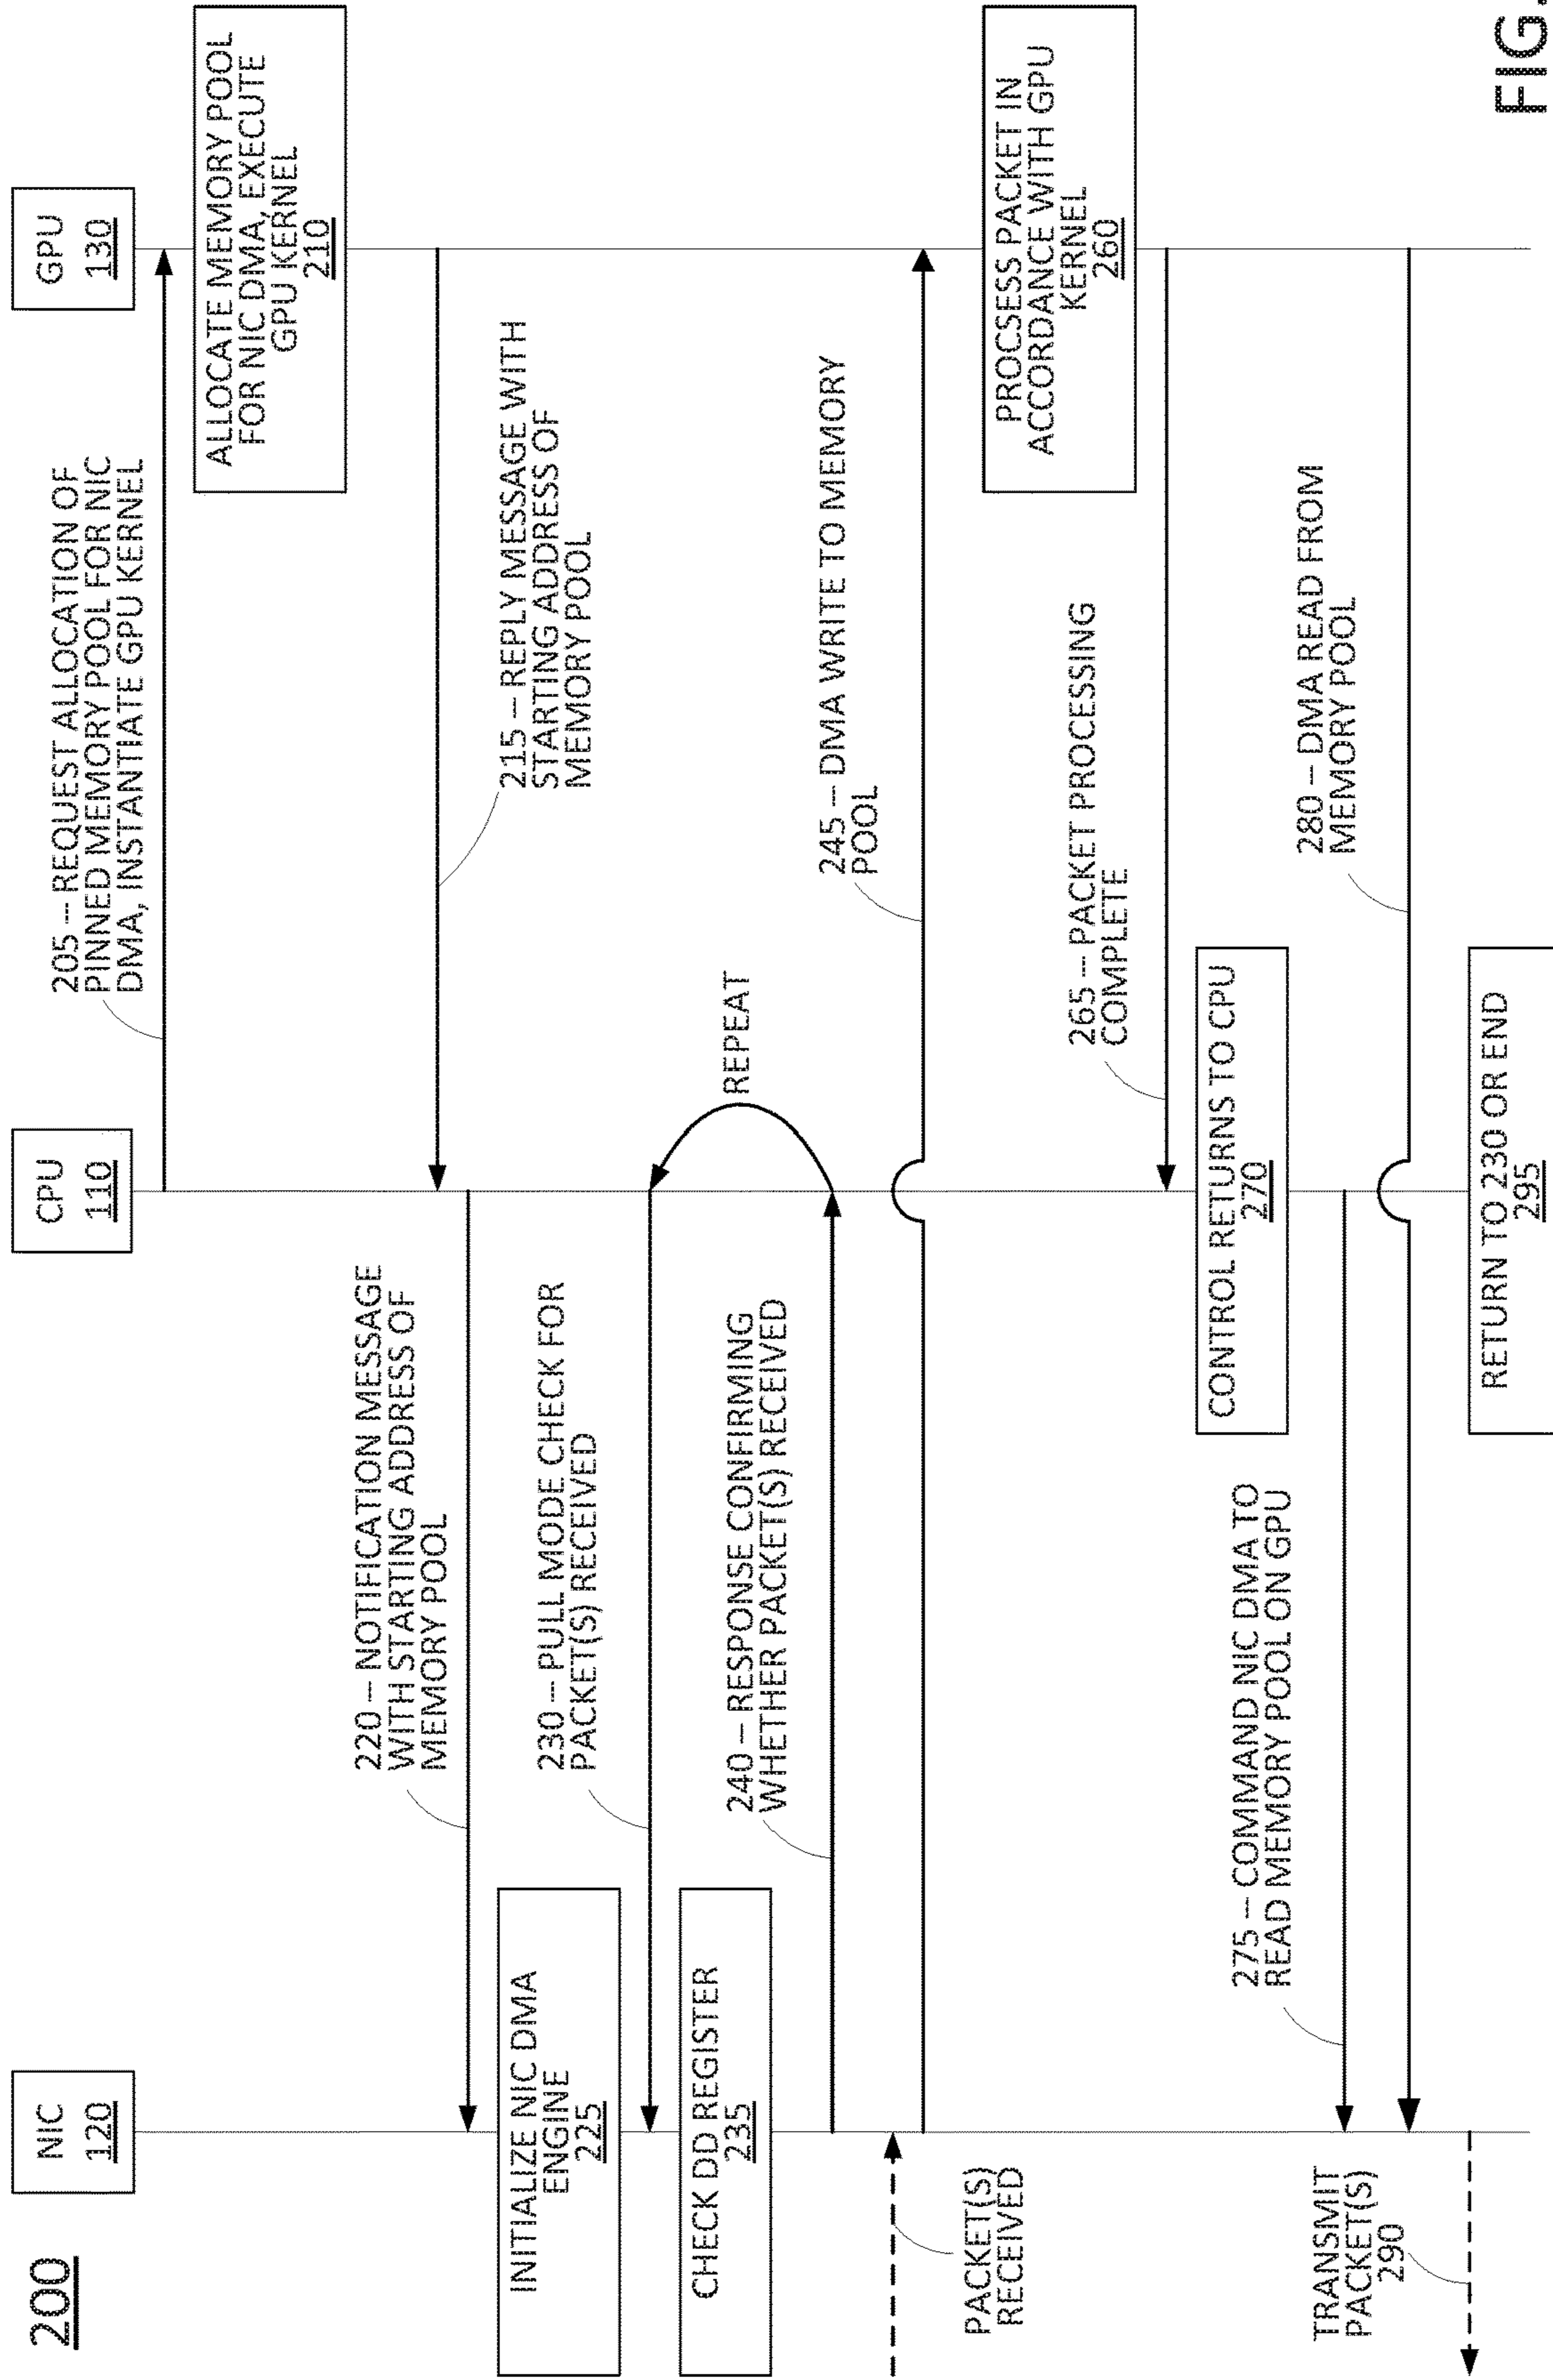 200
NIC
120
CPU
110
GPU
130
205 – REQUEST ALLOCATION OF
PINNED MEMORY POOL FOR NIC
DMA, INSTANTIATE GPU KERNEL
ALLOCATE MEMORY POOL
FOR NIC DMA, EXECUTE
GPU KERNEL
210
215 – REPLY MESSAGE WITH
STARTING ADDRESS OF
MEMORY POOL
220 – NOTIFICATION MESSAGE
WITH STARTING ADDRESS OF
MEMORY POOL
INITIALIZE NIC DMA
ENGINE
225
230 – PULL MODE CHECK FOR
PACKET(S) RECEIVED
CHECK DD REGISTER
235
240 – RESPONSE CONFIRMING
WHETHER PACKET(S) RECEIVED
REPEAT
PACKET(S)
RECEIVED
245 – DMA WRITE TO MEMORY
POOL
PROCSESS PACKET IN
ACCORDANCE WITH GPU
KERNEL
260
265 – PACKET PROCESSING
COMPLETE
CONTROL RETURNS TO CPU
270
275 – COMMAND NIC DMA TO
READ MEMORY POOL ON GPU
280 – DMA READ FROM
MEMORY POOL
TRANSMIT
PACKET(S)
290
RETURN TO 230 OR END
295
FIG.